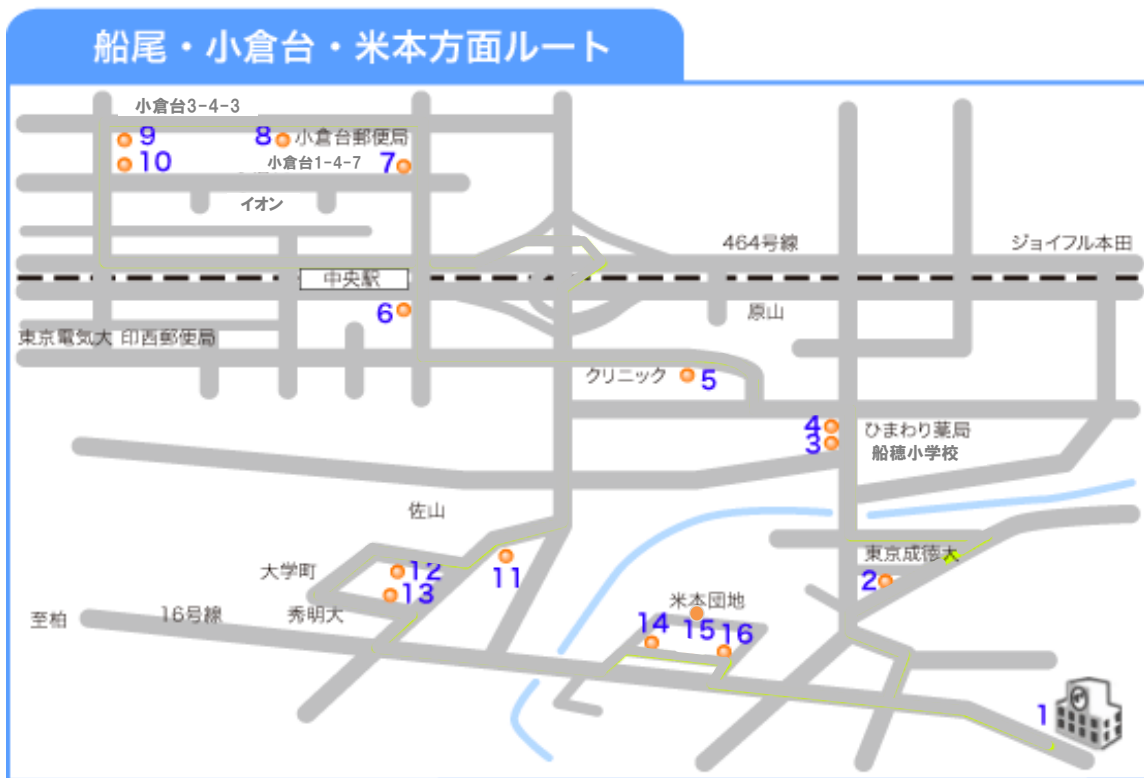 船尾・小倉台・米本方面ルート
小倉台3-4-3
9
8
小倉台郵便局
10
小倉台1-4-7
7
イオン
464号線
ジョイフル本田
中央駅
6
原山
東京電気大 印西郵便局
クリニック
5
4
ひまわり薬局
3
船穂小学校
佐山
東京成徳大
大学町
12
11
2
13
米本団地
至柏
16号線
秀明大
14
15
16
1